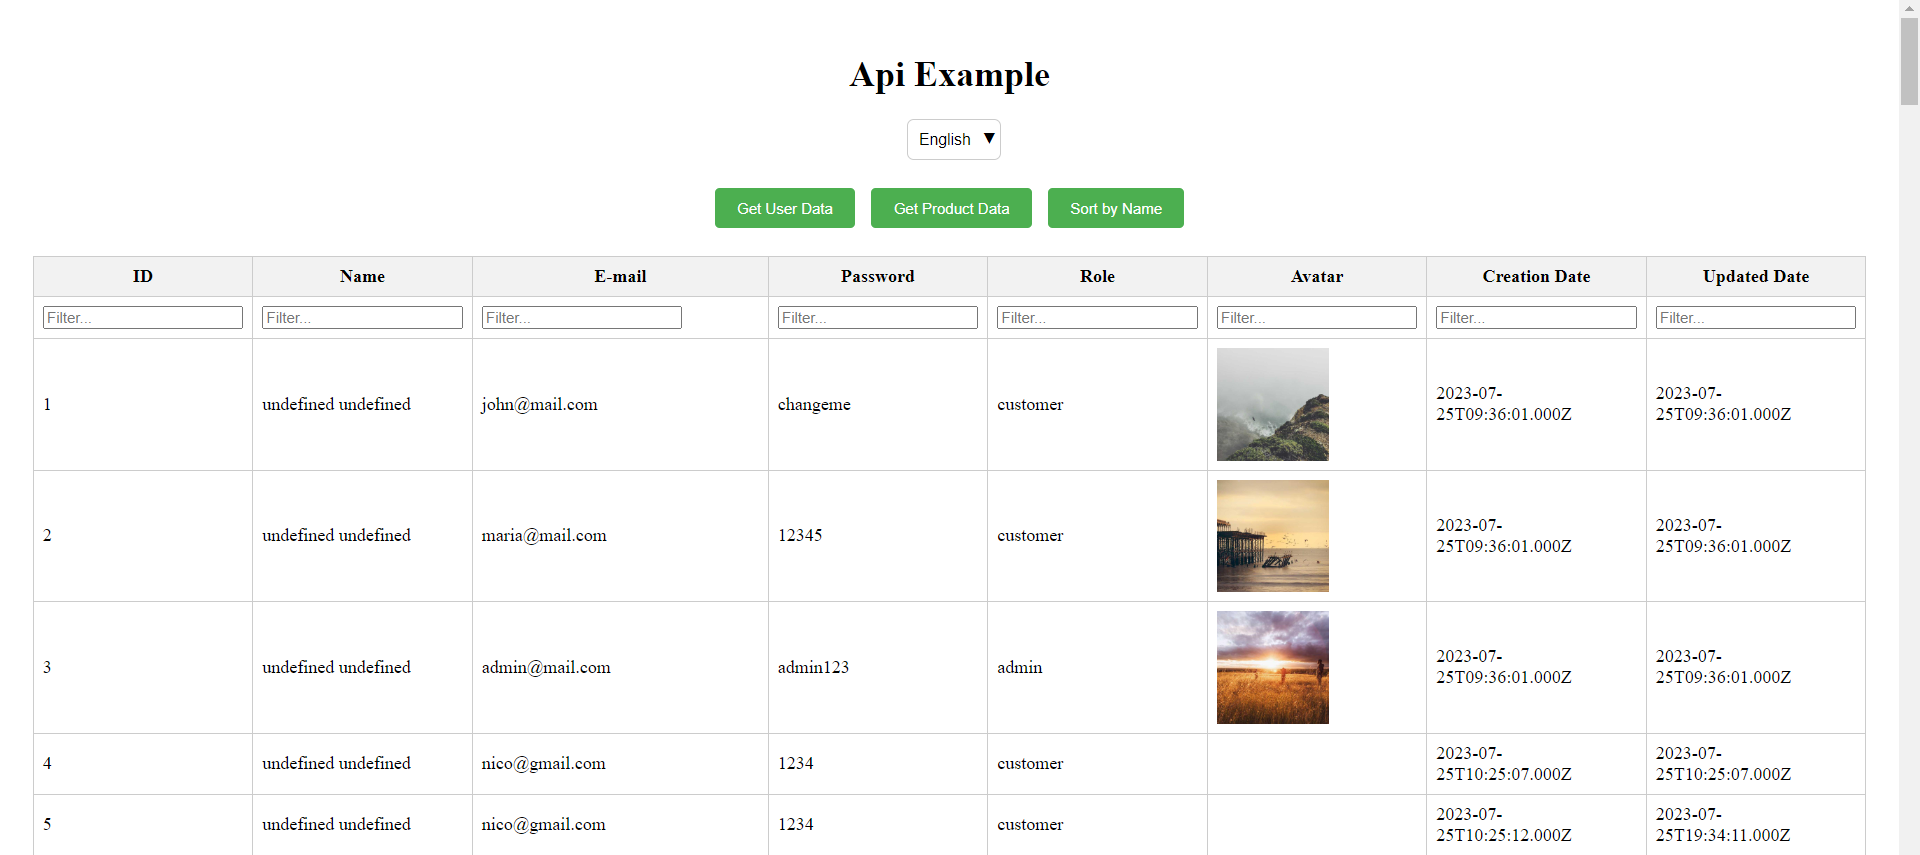 Api Example
English ▼
Get User Data Get Product Data Sort by Name
ID Name E-mail Password Role Avatar Creation Date Updated Date
Filter... Filter... Filter... Filter... Filter... Filter... Filter... Filter...
1 undefined undefined john@mail.com changeme customer 2023-07- 2023-07-
25T09:36:01.000Z 25T09:36:01.000Z
2 undefined undefined maria@mail.com 12345 customer 2023-07- 2023-07-
25T09:36:01.000Z 25T09:36:01.000Z
3 undefined undefined admin@mail.com admin123 admin 2023-07- 2023-07-
25T09:36:01.000Z 25T09:36:01.000Z
4 undefined undefined nico@gmail.com 1234 customer 2023-07- 2023-07-
25T10:25:07.000Z 25T10:25:07.000Z
5 undefined undefined nico@gmail.com 1234 customer 2023-07- 2023-07-
25T10:25:12.000Z 25T19:34:11.000Z